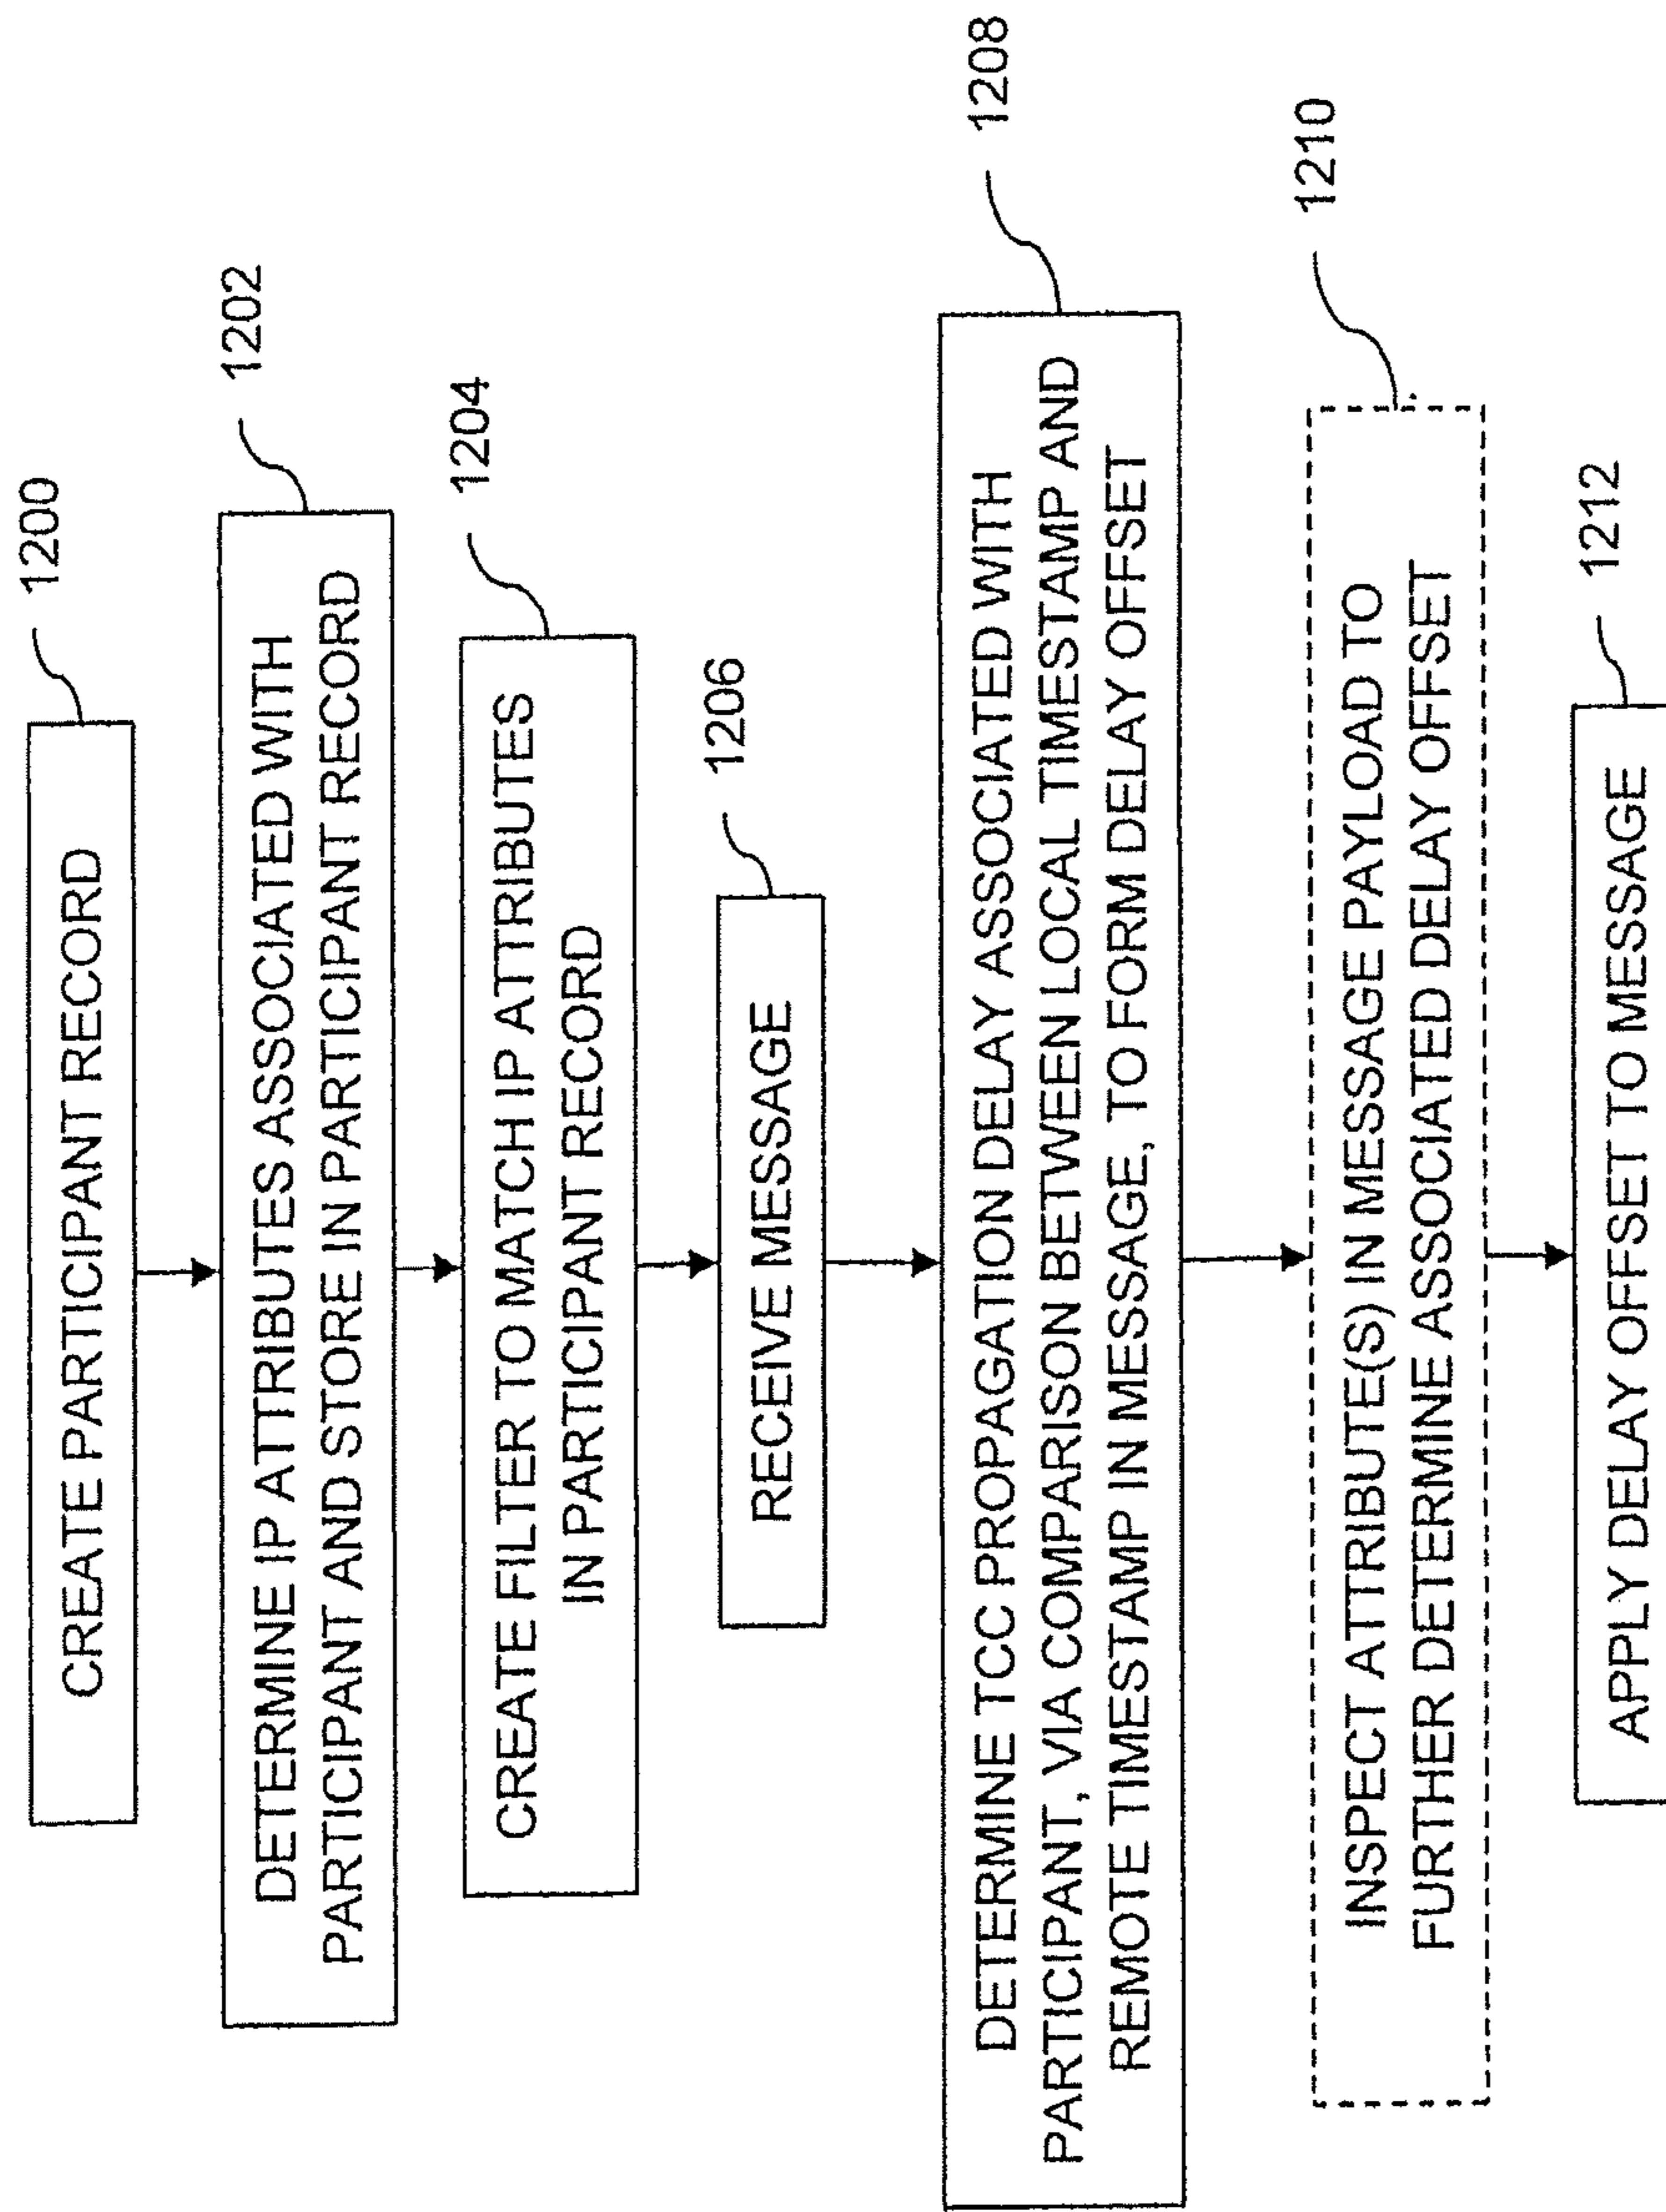 1200
CREATE PARTICIPANT RECORD
1202
DETERMINE IP ATTRIBUTES ASSOCIATED WITH
PARTICIPANT AND STORE IN PARTICIPANT RECORD
1204
CREATE FILTER TO MATCH IP ATTRIBUTES
IN PARTICIPANT RECORD
1206
RECEIVE MESSAGE
1208
DETERMINE TCC PROPAGATION DELAY ASSOCIATED WITH
PARTICIPANT, VIA COMPARISON BETWEEN LOCAL TIMESTAMP AND
REMOTE TIMESTAMP IN MESSAGE, TO FORM DELAY OFFSET
1210
INSPECT ATTRIBUTE(S) IN MESSAGE PAYLOAD TO
FURTHER DETERMINE ASSOCIATED DELAY OFFSET
1212
APPLY DELAY OFFSET TO MESSAGE